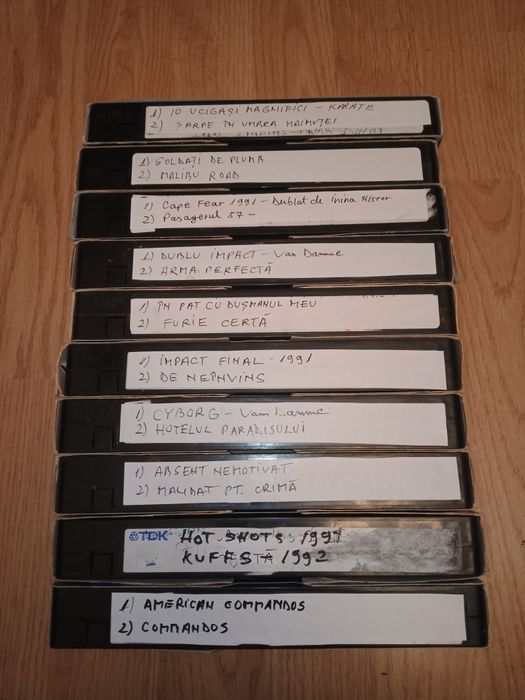 1) 10 UCIGAȘI MAGNIFICI - KARATE
2) ȘARPE ÎN UMBRA MAIMUȚEI
1) SOLDAȚI DE PLUMB
2) MALIBU ROAD
1) Cape Fear 1991 - Dublat de Irina Nistor
2) Pasagerul 57 -
1) DUBLU IMPACT - Van Damme
2) ARMA PERFECTĂ
1) ÎN PAT CU DUȘMANUL MEU
2) FURIE CERTĂ
1) IMPACT FINAL - 1991
2) DE NEÎNVINS
1) CYBORG - Van Damme
2) HOTELUL PARADISULUI
1) ABSENT NEMOTIVAT
2) MANDAT PT. CRIMĂ
TDK HOT SHOTS 1991
KUFFS 1992
1) AMERICAN COMMANDOS
2) COMMANDOS